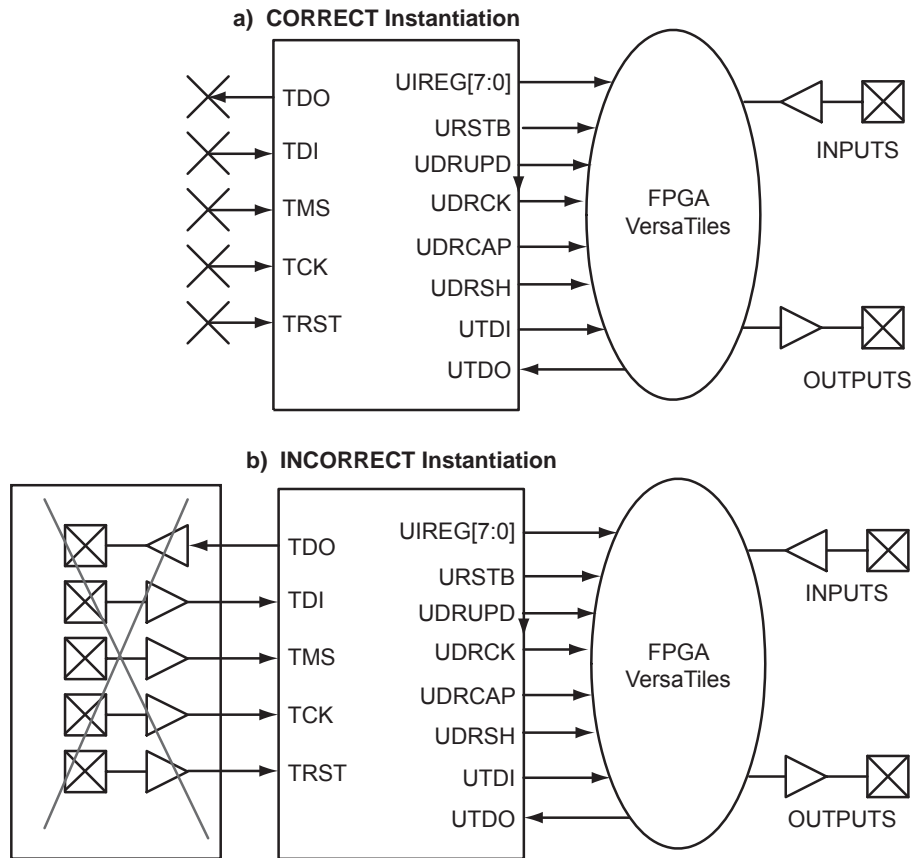 a) CORRECT Instantiation
TDO
TDI
TMS
TCK
TRST
UIREG[7:0]
URSTB
UDRUPD
UDRCK
UDRCAP
UDRSH
UTDI
UTDO
FPGA
VersaTiles
INPUTS
OUTPUTS
b) INCORRECT Instantiation
TDO
TDI
TMS
TCK
TRST
UIREG[7:0]
URSTB
UDRUPD
UDRCK
UDRCAP
UDRSH
UTDI
UTDO
FPGA
VersaTiles
INPUTS
OUTPUTS